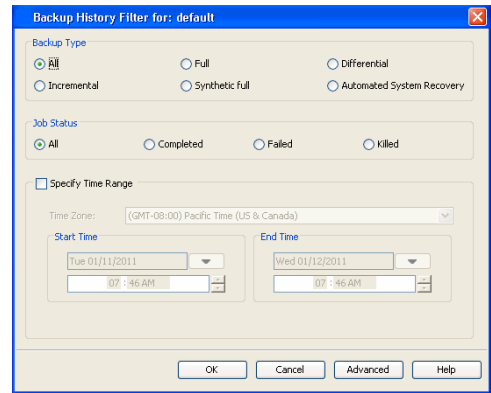 Backup History Filter for: default
Backup Type
All
Full
Differential
Incremental
Synthetic full
Automated System Recovery
Job Status
All
Completed
Failed
Killed
Specify Time Range
Time Zone:
(GMT-08:00) Pacific Time (US & Canada)
Start Time
End Time
Tue 01/11/2011
Wed 01/12/2011
07 : 46 AM
07 : 46 AM
OK
Cancel
Advanced
Help